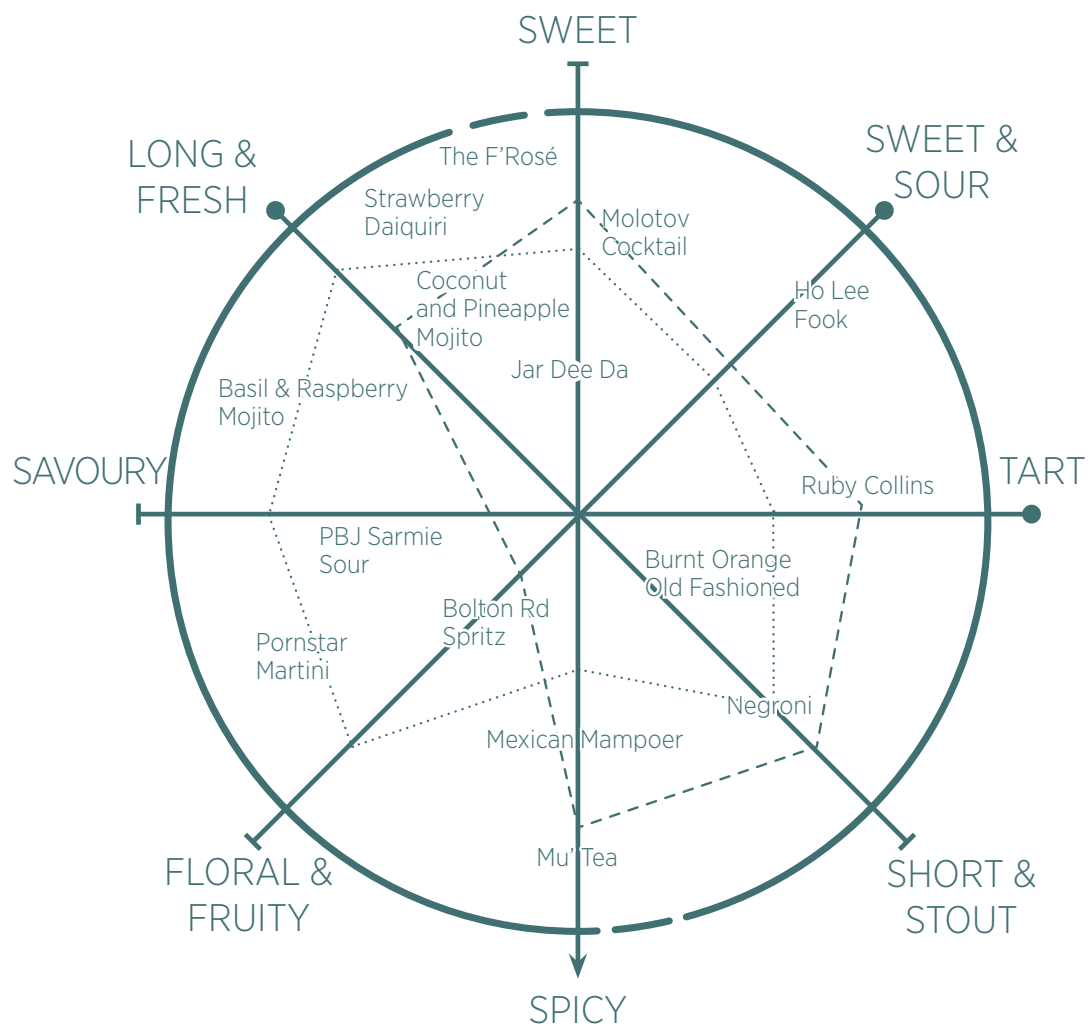 SWEET
SWEET &
SOUR
LONG &
FRESH
The F'Rosé
Strawberry
Daiquiri
Molotov
Cocktail
Coconut
and Pineapple
Mojito
Ho Lee
Fook
Jar Dee Da
Basil & Raspberry
Mojito
SAVOURY
TART
Ruby Collins
PBJ Sarmie
Sour
Burnt Orange
Old Fashioned
Bolton Rd
Spritz
Pornstar
Martini
Negroni
Mexican Mampoer
Mu' Tea
FLORAL &
FRUITY
SHORT &
STOUT
SPICY